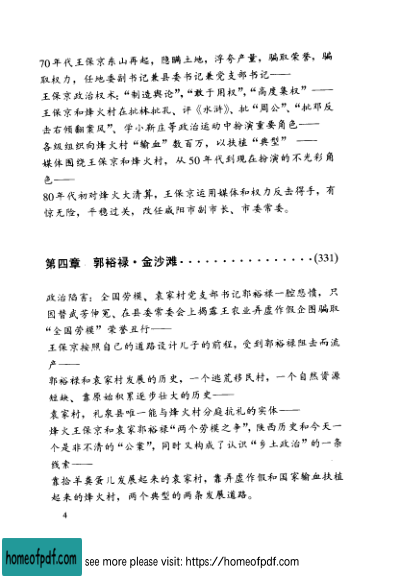 70年代王保京东山再起，隐瞒土地，浮夸产量，骗取荣誉，骗
取权力，任地委副书记兼县委书记兼党支部书记——
王保京政治权术：“制造舆论”，“敢于用权”，“高度集权”——
王保京和烽火村在批林批孔、评《水浒》、批“周公”、“批邓反
击右倾翻案风”、学小靳庄等政治运动中扮演重要角色——
各级组织向烽火村“输血”数百万，以扶植“典型”——
媒体围绕王保京和烽火村，从50年代到现在扮演的不光彩角
色——
80年代初对烽火大清算，王保京运用媒体和权力反击得手，有
惊无险，平稳过关，改任咸阳市副市长、市委常委。
第四章 郭裕禄·金沙滩················(331)
政治陷害：全国劳模、袁家村党支部书记郭裕禄一腔悲愤，只
因替武芳伸冤、在县委常委会上揭露王农业弄虚作假企图骗取
“全国劳模”荣誉丑行——
王保京按照自己的道路设计儿子的前程，受到郭裕禄阻击而流
产——
郭裕禄和袁家村发展的历史，一个逃荒移民村，一个自然资源
短缺、靠原始积累逐步壮大的历史——
袁家村，礼泉县唯一能与烽火村分庭抗礼的实体——
烽火王保京和袁家郭裕禄“两个劳模之争”，陕西历史和今天一
个是非不清的“公案”，同时又构成了认识“乡土政治”的一条
线索——
靠拾羊粪蛋儿发展起来的袁家村，靠弄虚作假和国家输血扶植
起来的烽火村，两个典型的两条发展道路。
4
homeofpdf.com
see more please visit: https://homeofpdf.com